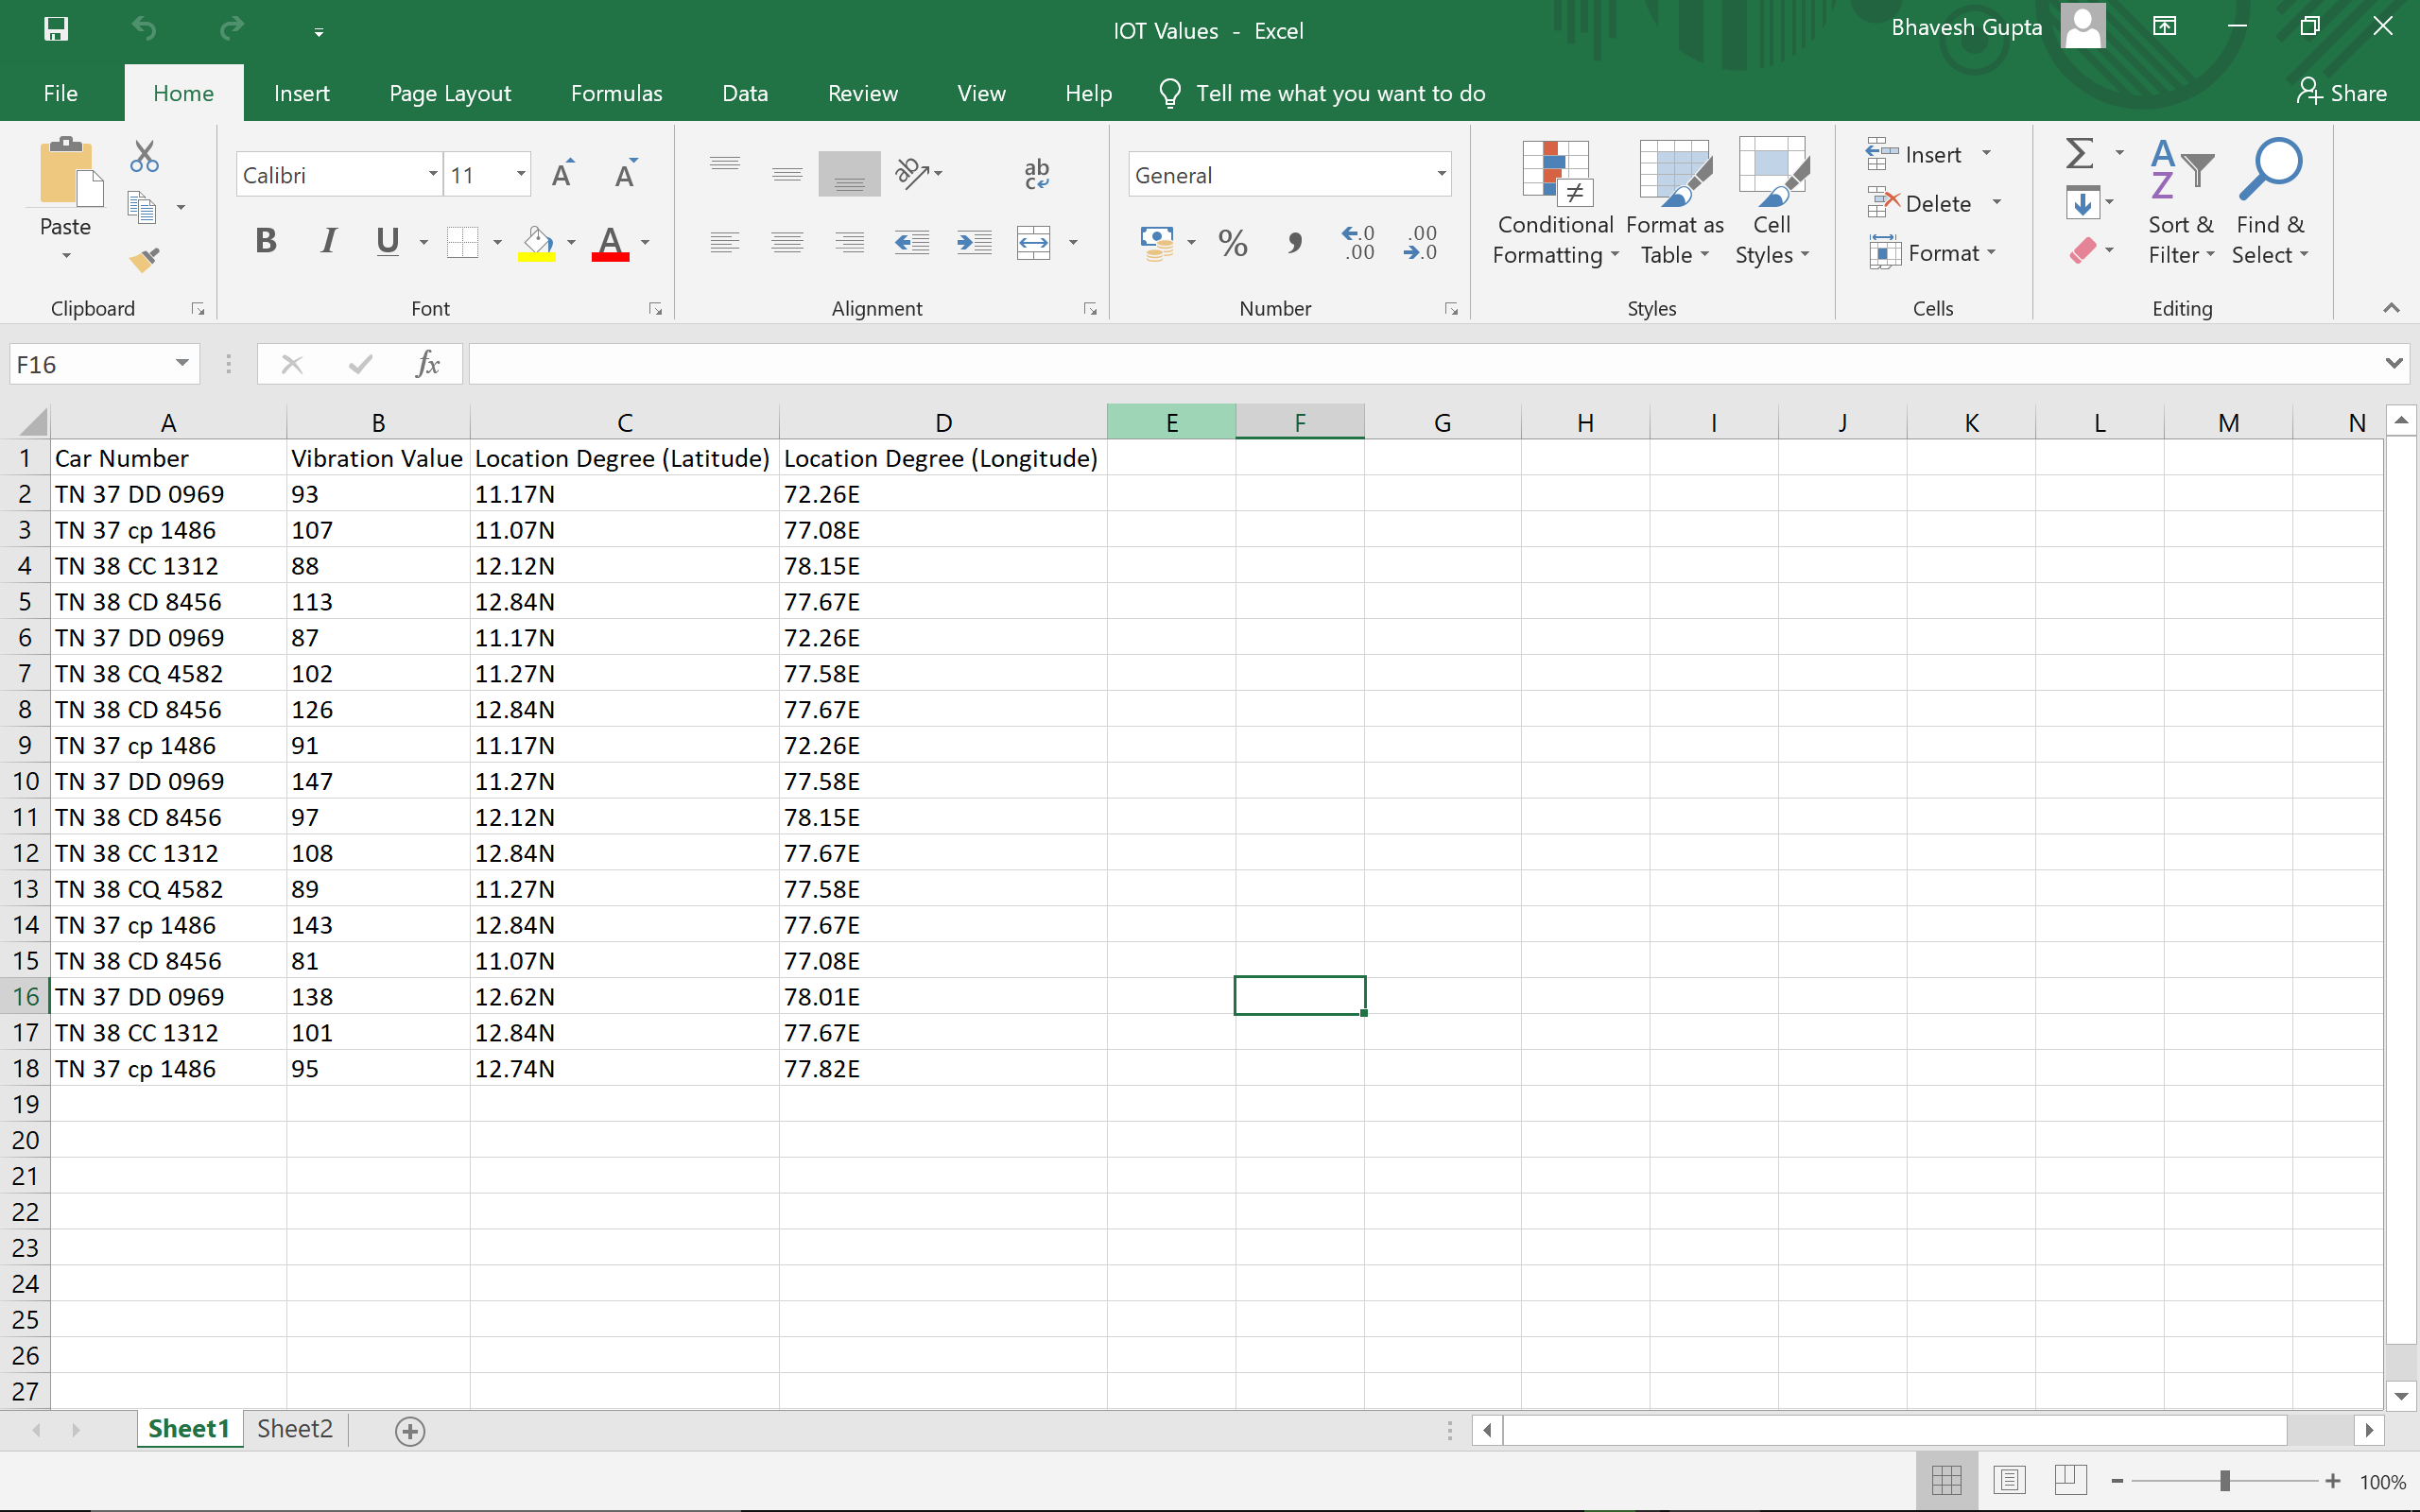 IOT Values - Excel
Bhavesh Gupta
File Home Insert Page Layout Formulas Data Review View Help Tell me what you want to do Share
Paste
Clipboard
Calibri 11
A A
B I U A
Font
ab
c
Alignment
General
% , .0 .00 .00 .0
Number
Conditional Formatting
Format as Table
Cell Styles
Styles
Insert
Delete
Format
Cells
Σ
A Z
Sort & Filter
Find & Select
Editing
F16 fx
A B C D E F G H I J K L M N
1 Car Number Vibration Value Location Degree (Latitude) Location Degree (Longitude)
2 TN 37 DD 0969 93 11.17N 72.26E
3 TN 37 cp 1486 107 11.07N 77.08E
4 TN 38 CC 1312 88 12.12N 78.15E
5 TN 38 CD 8456 113 12.84N 77.67E
6 TN 37 DD 0969 87 11.17N 72.26E
7 TN 38 CQ 4582 102 11.27N 77.58E
8 TN 38 CD 8456 126 12.84N 77.67E
9 TN 37 cp 1486 91 11.17N 72.26E
10 TN 37 DD 0969 147 11.27N 77.58E
11 TN 38 CD 8456 97 12.12N 78.15E
12 TN 38 CC 1312 108 12.84N 77.67E
13 TN 38 CQ 4582 89 11.27N 77.58E
14 TN 37 cp 1486 143 12.84N 77.67E
15 TN 38 CD 8456 81 11.07N 77.08E
16 TN 37 DD 0969 138 12.62N 78.01E
17 TN 38 CC 1312 101 12.84N 77.67E
18 TN 37 cp 1486 95 12.74N 77.82E
19
20
21
22
23
24
25
26
27
Sheet1 Sheet2
100%